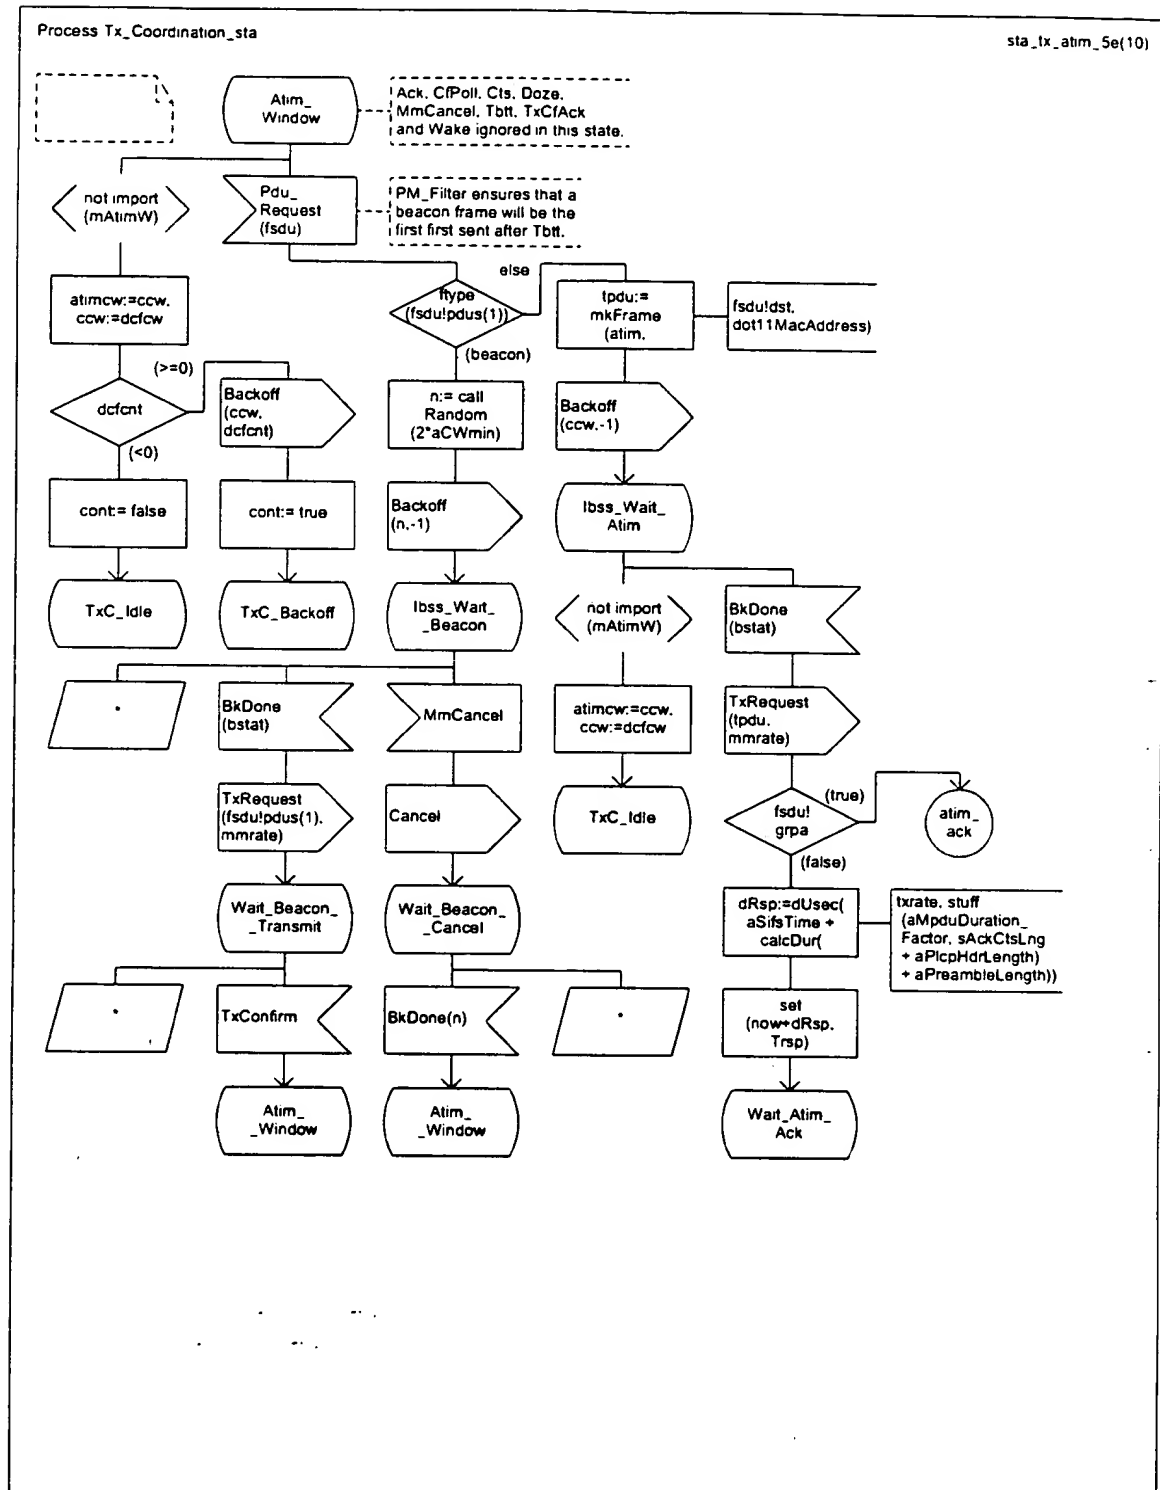 Process Tx_Coordination_sta
sta_tx_atim_5e(10)
Atim_
_Window
Ack, CfPoll, Cts, Doze,
MmCancel, Tbtt, TxCfAck
and Wake ignored in this state.
not import
(mAtimW)
Pdu_
_Request
(fsdu)
PM_Filter ensures that a
beacon frame will be the
first first sent after Tbtt.
atimcw:=ccw,
ccw:=dcfcw
ftype
(fsdu!pdus(1))
else
(beacon)
tpdu:=
mkFrame
(atim,
fsdu!dst,
dot11MacAddress)
dcfcnt
(>=0)
(<0)
Backoff
(ccw,
dcfcnt)
n:= call
Random
(2*aCWmin)
Backoff
(ccw,-1)
cont:= false
cont:= true
Backoff
(n,-1)
Ibss_Wait_
_Atim
TxC_Idle
TxC_Backoff
Ibss_Wait_
_Beacon
not import
(mAtimW)
BkDone
(bstat)
*
BkDone
(bstat)
MmCancel
atimcw:=ccw,
ccw:=dcfcw
TxRequest
(tpdu,
mmrate)
TxRequest
(fsdu!pdus(1),
mmrate)
Cancel
TxC_Idle
fsdu!
grpa
(true)
(false)
atim_
ack
Wait_Beacon_
_Transmit
Wait_Beacon_
_Cancel
dRsp:=dUsec(
aSifsTime +
calcDur(
txrate, stuff
(aMpduDuration_
Factor, sAckCtsLng
+ aPlcpHdrLength)
+ aPreambleLength))
*
TxConfirm
BkDone(n)
*
set
(now+dRsp,
Trsp)
Atim_
_Window
Atim_
_Window
Wait_Atim_
Ack